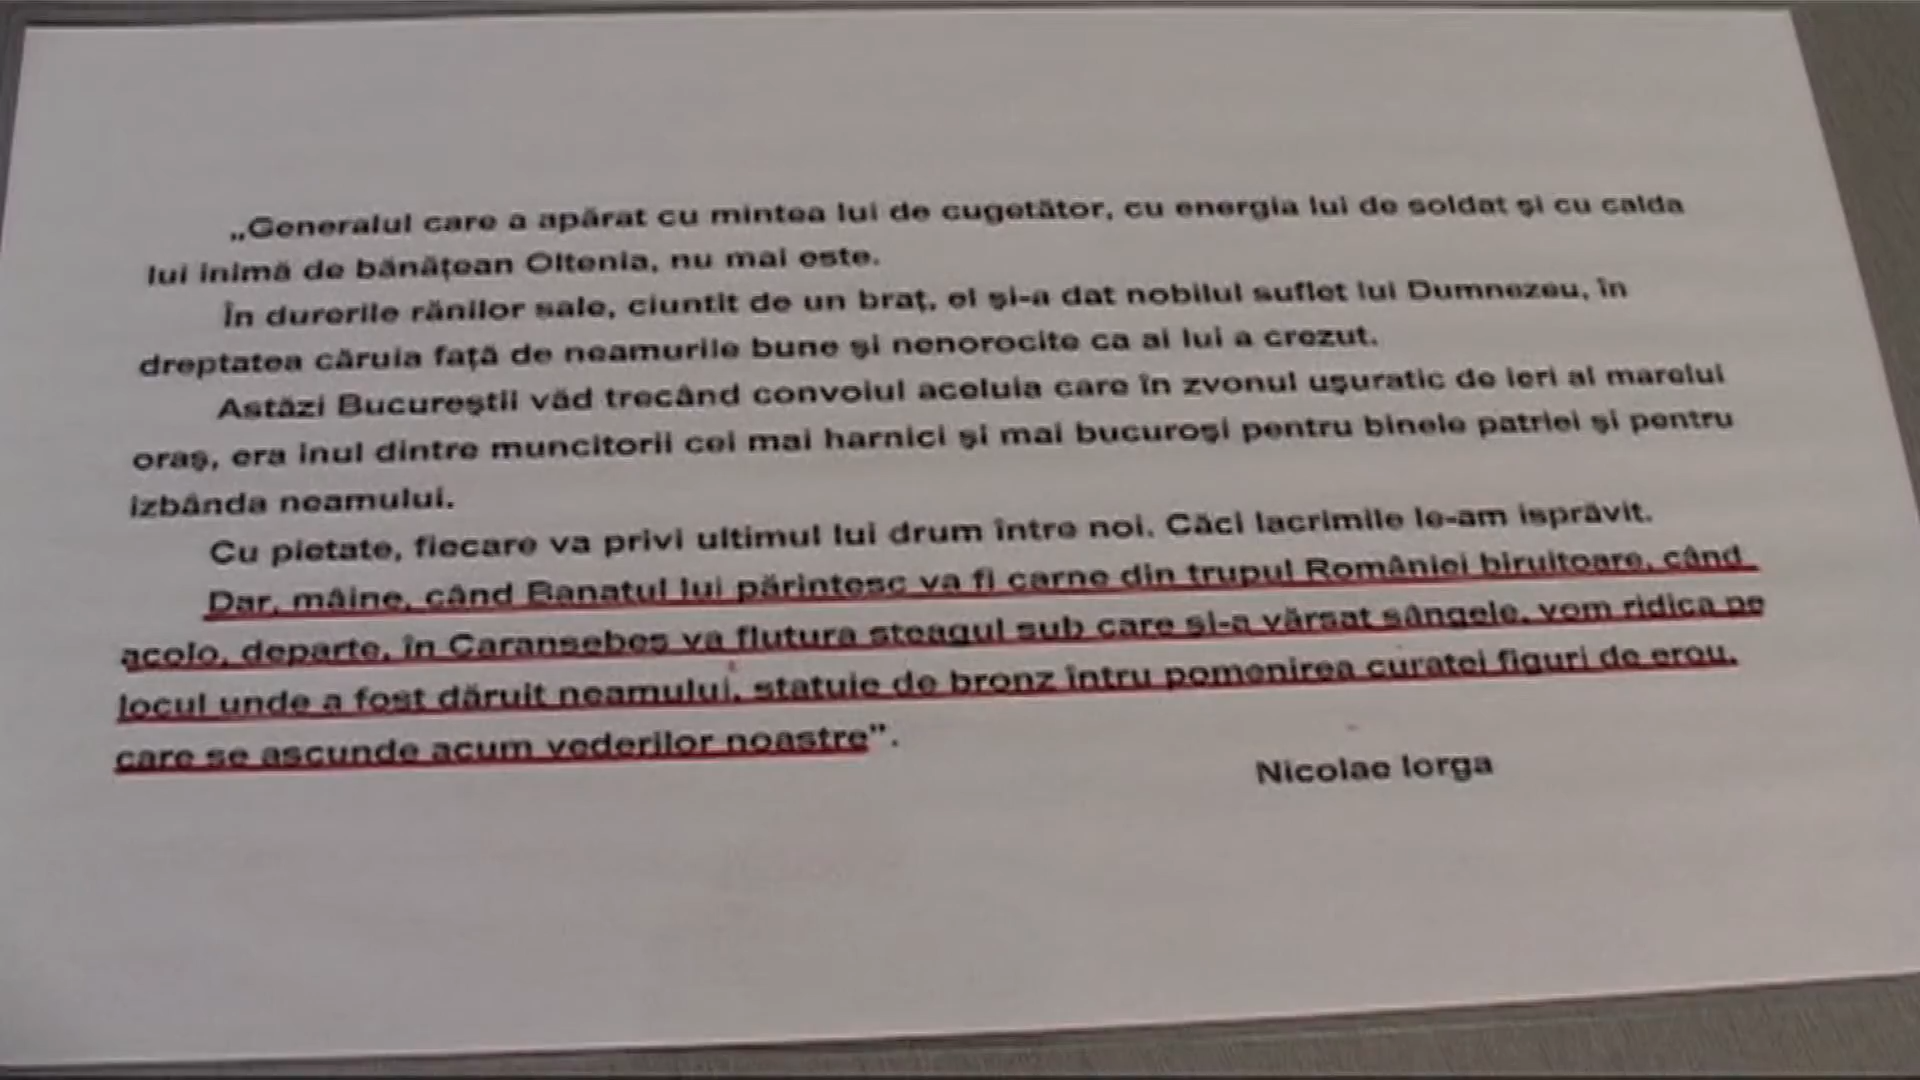 „Generalul care a apărat cu mintea lui de cugetător, cu energia lui de soldat şi cu calda
lui inimă de bănăţean Oltenia, nu mai este.
În durerile rănilor sale, ciuntit de un braţ, el şi-a dat nobilul suflet lui Dumnezeu, în
dreptatea căruia faţă de neamurile bune şi nenorocite ca al lui a crezut.
Astăzi Bucureştii văd trecând convoiul aceluia care în zvonul uşuratic de ieri al marelui
oraş, era inul dintre muncitorii cei mai harnici şi mai bucuroşi pentru binele patriei şi pentru
izbânda neamului.
Cu pietate, fiecare va privi ultimul lui drum între noi. Căci lacrimile le-am isprăvit.
Dar, mâine, când Banatul lui părintesc va fi carne din trupul României biruitoare, când
acolo, departe, în Caransebeş va flutura steagul sub care şi-a vărsat sângele, vom ridica pe
locul unde a fost dăruit neamului, statuie de bronz întru pomenirea curatei figuri de erou,
care se ascunde acum vederilor noastre”.
Nicolae Iorga